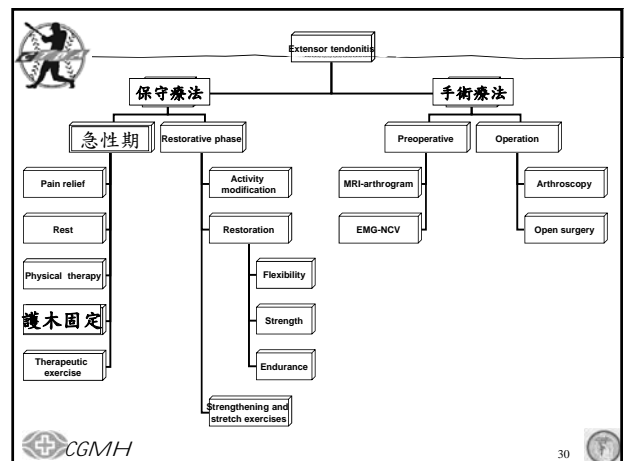 Extensor tendonitis
保守療法
手術療法
急性期
Restorative phase
Preoperative
Operation
Pain relief
Activity
modification
MRI-arthrogram
Arthroscopy
Rest
Restoration
EMG-NCV
Open surgery
Physical therapy
Flexibility
護木固定
Strength
Therapeutic
exercise
Endurance
Strengthening and
stretch exercises
CGMH
30